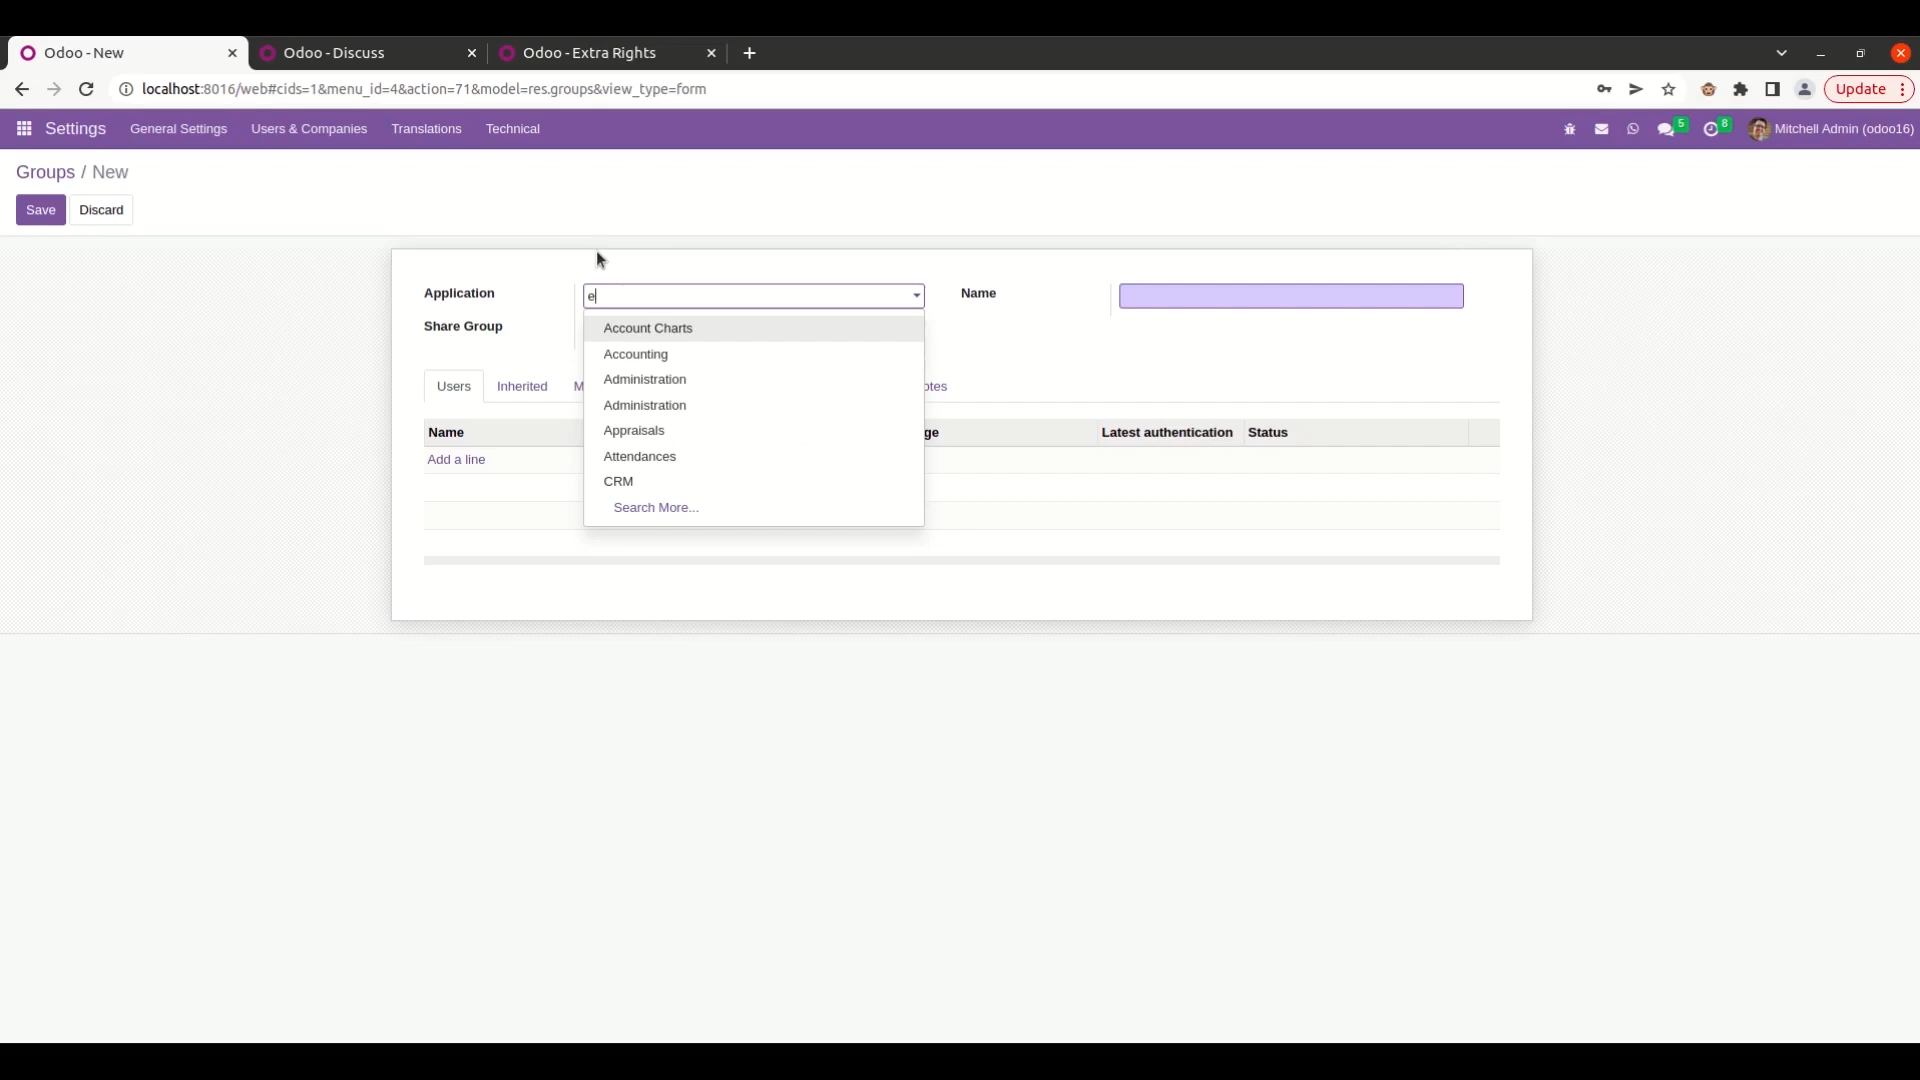 Odoo - New
Odoo - Discuss
Odoo - Extra Rights
localhost:8016/web#cids=1&menu_id=4&action=71&model=res.groups&view_type=form
Update
Settings General Settings Users & Companies Translations Technical
5 8 Mitchell Admin (odoo16)
Groups / New
Save Discard
Application e Name
Share Group
Account Charts
Accounting
Administration
Administration
Appraisals
Attendances
CRM
Search More...
Users Inherited M otes
Name ge Latest authentication Status
Add a line